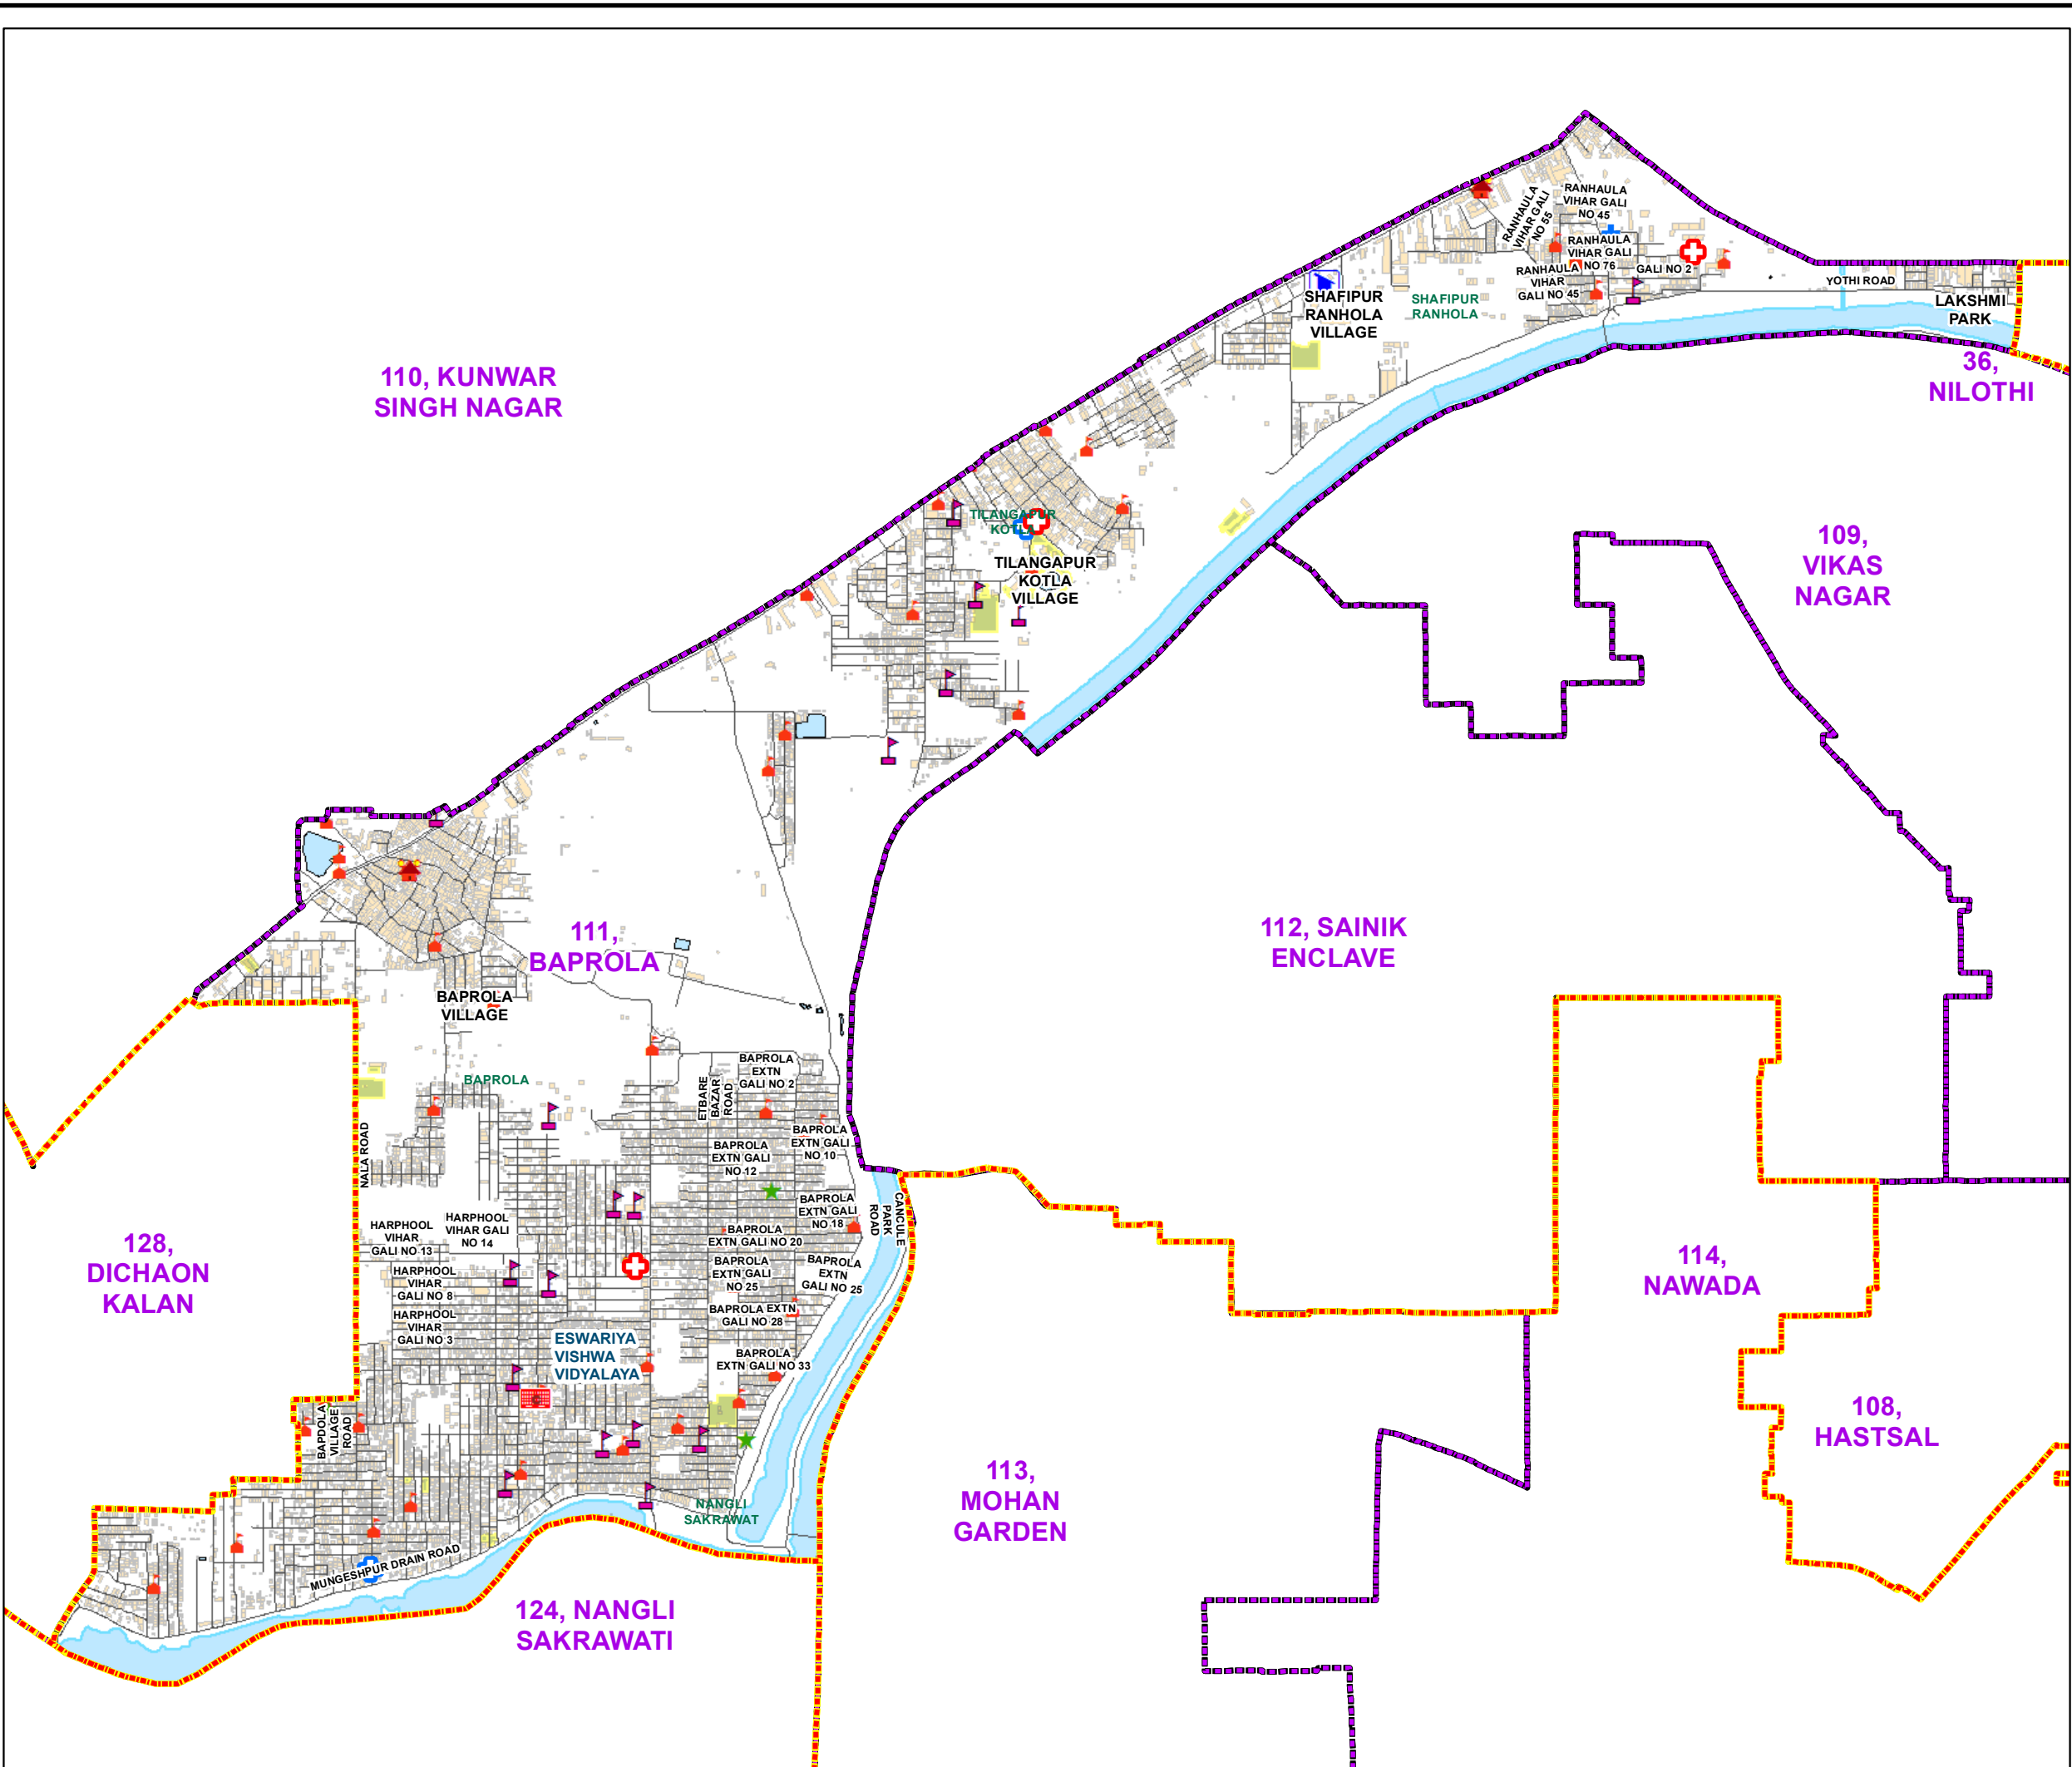 RANHAULA
VIHAR GALI
NO 45
RANHAULA
VIHAR GALI
NO 55
RANHAULA
VIHAR GALI
NO 76
GALI NO 2
RANHAULA
VIHAR
GALI NO 45
YOTHI ROAD
LAKSHMI
PARK
SHAFIPUR
RANHOLA
VILLAGE
SHAFIPUR
RANHOLA
36,
NILOTHI
110, KUNWAR
SINGH NAGAR
TILANGAPUR
KOTLA
TILANGAPUR
KOTLA
VILLAGE
109,
VIKAS
NAGAR
111,
BAPROLA
112, SAINIK
ENCLAVE
BAPROLA
VILLAGE
BAPROLA
BAPROLA
EXTN
GALI NO 2
ETBARE
BAZAR
ROAD
BAPROLA
EXTN GALI
NO 10
BAPROLA
EXTN GALI
NO 12
NALA ROAD
BAPROLA
EXTN GALI
NO 18
CANCULE
PARK
ROAD
HARPHOOL
VIHAR
GALI NO 13
HARPHOOL
VIHAR GALI
NO 14
BAPROLA
EXTN GALI NO 20
128,
DICHAON
KALAN
HARPHOOL
VIHAR
GALI NO 8
BAPROLA
EXTN GALI
NO 25
BAPROLA
EXTN
GALI NO 25
114,
NAWADA
HARPHOOL
VIHAR
GALI NO 3
BAPROLA EXTN
GALI NO 28
ESWARIYA
VISHWA
VIDYALAYA
BAPROLA
EXTN GALI NO 33
108,
HASTSAL
BAPDOLA
VILLAGE
ROAD
113,
MOHAN
GARDEN
NANGLI
SAKRAWAT
MUNGESHPUR DRAIN ROAD
124, NANGLI
SAKRAWATI